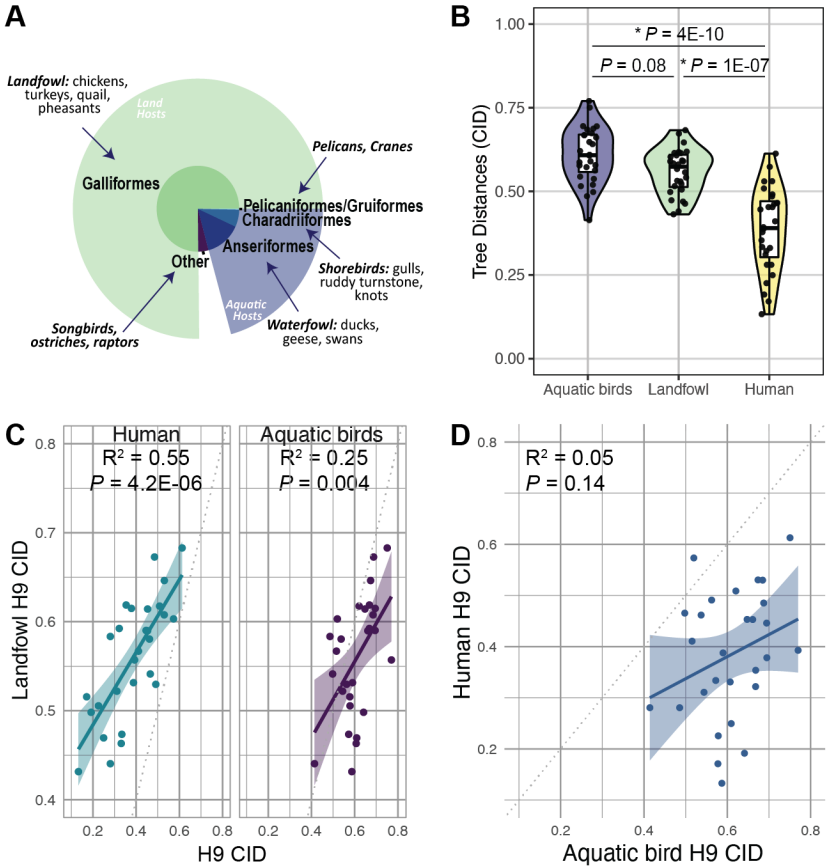 A
Landfowl: chickens,
turkeys, quail,
pheasants
Land
Hosts
Galliformes
Pelicans, Cranes
Pelicaniformes/Gruiformes
Charadriiformes
Anseriformes
Other
Shorebirds: gulls,
ruddy turnstone,
knots
Aquatic
Hosts
Songbirds,
ostriches, raptors
Waterfowl: ducks,
geese, swans
B
Tree Distances (CID)
1.00
0.75
0.50
0.25
0.00
* P = 4E-10
P = 0.08
* P = 1E-07
Aquatic birds
Landfowl
Human
C
Landfowl H9 CID
0.8
0.7
0.6
0.5
0.4
Human
R² = 0.55
P = 4.2E-06
Aquatic birds
R² = 0.25
P = 0.004
0.2 0.4 0.6 0.8
0.2 0.4 0.6 0.8
H9 CID
D
Human H9 CID
0.8
0.6
0.4
0.2
R² = 0.05
P = 0.14
0.2 0.4 0.6 0.8
Aquatic bird H9 CID